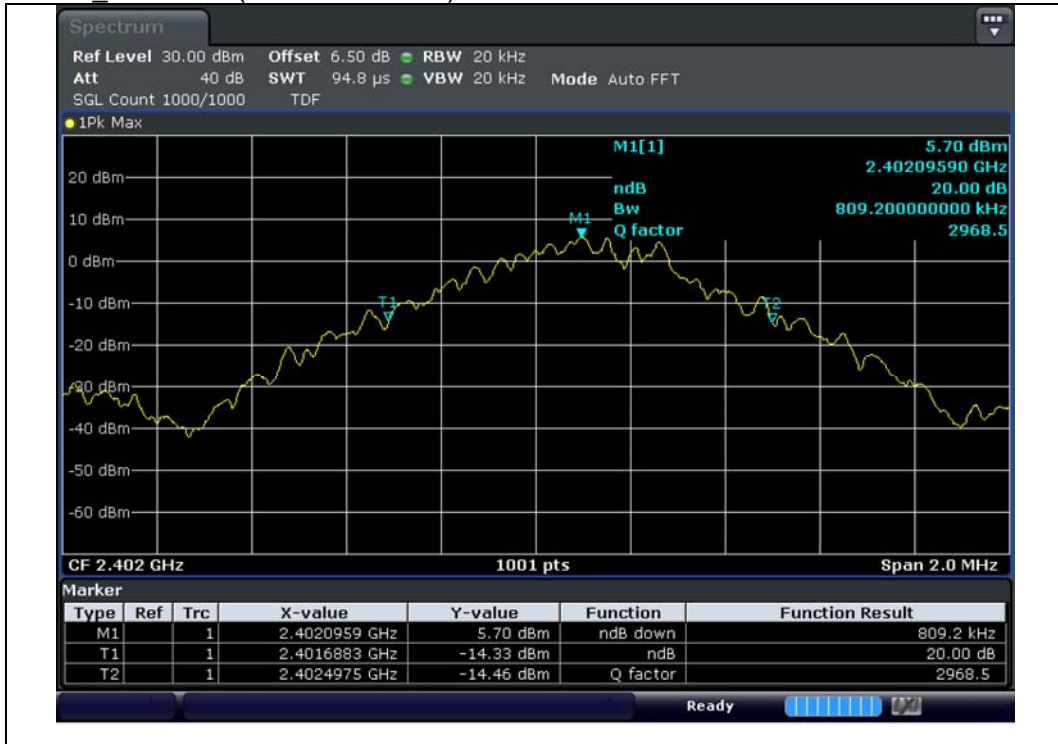 Spectrum
Ref Level 30.00 dBm Offset 6.50 dB RBW 20 kHz
Att 40 dB SWT 94.8 µs VBW 20 kHz Mode Auto FFT
SGL Count 1000/1000 TDF
1Pk Max
M1[1] 5.70 dBm
2.40209590 GHz
ndB 20.00 dB
Bw 809.200000000 kHz
Q factor 2968.5
20 dBm
10 dBm
0 dBm
-10 dBm
-20 dBm
-30 dBm
-40 dBm
-50 dBm
-60 dBm
M1
T1
T2
CF 2.402 GHz 1001 pts Span 2.0 MHz
Marker
Type Ref Trc X-value Y-value Function Function Result
M1 1 2.4020959 GHz 5.70 dBm ndB down 809.2 kHz
T1 1 2.4016883 GHz -14.33 dBm ndB 20.00 dB
T2 1 2.4024975 GHz -14.46 dBm Q factor 2968.5
Ready